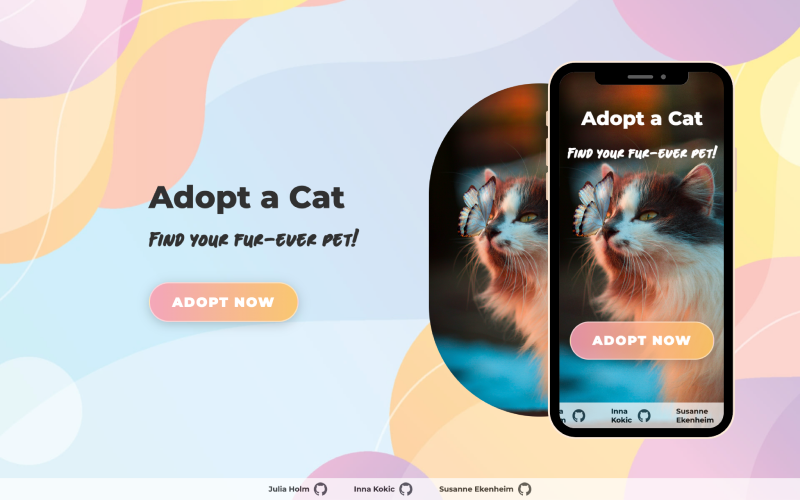 Adopt a Cat
Find your fur-ever pet!
ADOPT NOW
Adopt a Cat
Find your fur-ever pet!
ADOPT NOW
Inna
Kokic
Susanne
Ekenheim
Julia Holm
Inna Kokic
Susanne Ekenheim